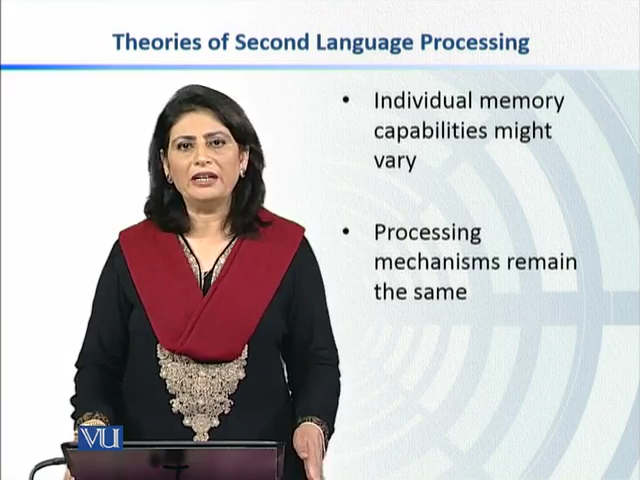 Theories of Second Language Processing
• Individual memory
capabilities might
vary
• Processing
mechanisms remain
the same
VU